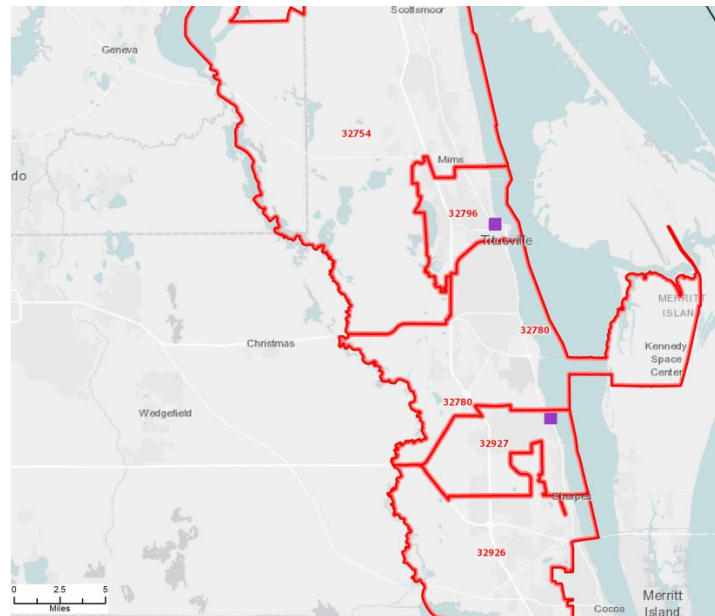 Scottsmoor
Geneva
32754
Mims
do
32796
Titusville
MERRITT
ISLAN
32780
Kennedy
Space
Center
Christmas
32780
Wedgefield
32927
Sharpes
32926
0 2.5 5
Miles
Merritt
Island
Cocoa